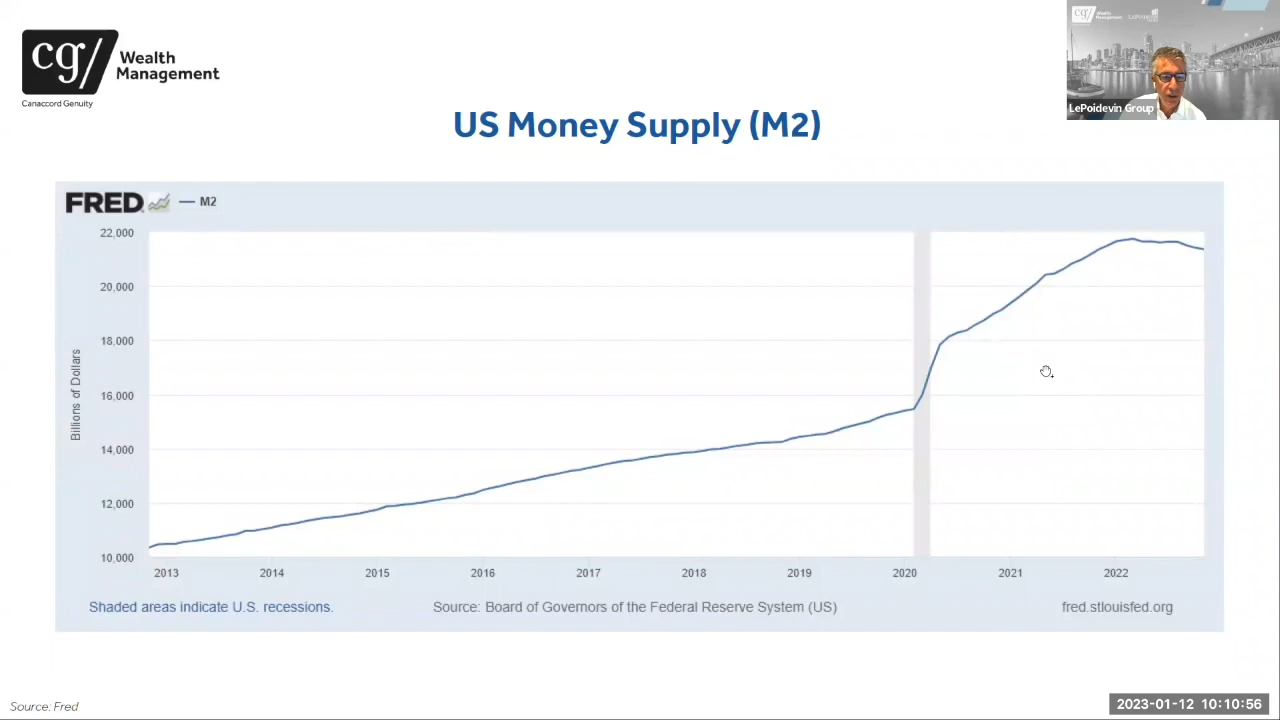 cg/ Wealth
Management
Canaccord Genuity
cg/ Wealth
Management
LePoidevin Group
US Money Supply (M2)
FRED
M2
22,000
20,000
18,000
16,000
14,000
12,000
10,000
Billions of Dollars
2013 2014 2015 2016 2017 2018 2019 2020 2021 2022
Shaded areas indicate U.S. recessions.
Source: Board of Governors of the Federal Reserve System (US)
fred.stlouisfed.org
Source: Fred
2023-01-12 10:10:56